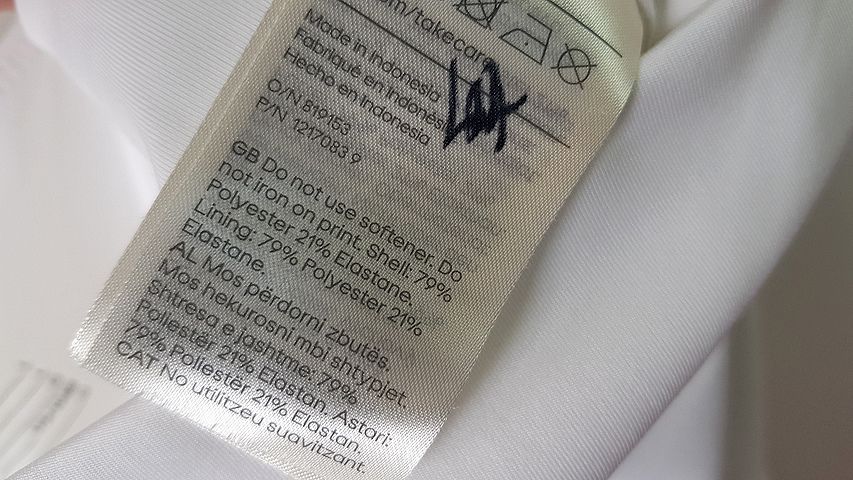 com/takecare
Made in Indonesia
Fabriqué en Indonésie
Hecho en indonesia
O/N 819153
P/N 1217083 9
GB Do not use softener. Do
not iron on print. Shell: 79%
Polyester 21% Elastane.
Lining: 79% Polyester 21%
Elastane.
AL Mos përdorni zbutës.
Mos hekurosni mbi shtypjet.
Shtresa e jashtme: 79%
Poliestër 21% Elastan. Astari:
79% Poliestër 21% Elastan.
CAT No utilitzeu suavitzant.